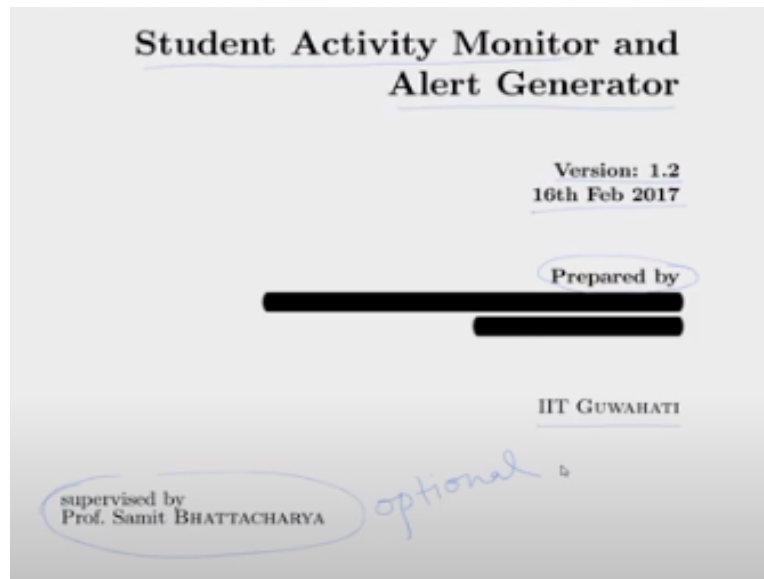 Student Activity Monitor and
Alert Generator
Version: 1.2
16th Feb 2017
Prepared by
IIT GUWAHATI
supervised by
Prof. Samit BHATTACHARYA
optional